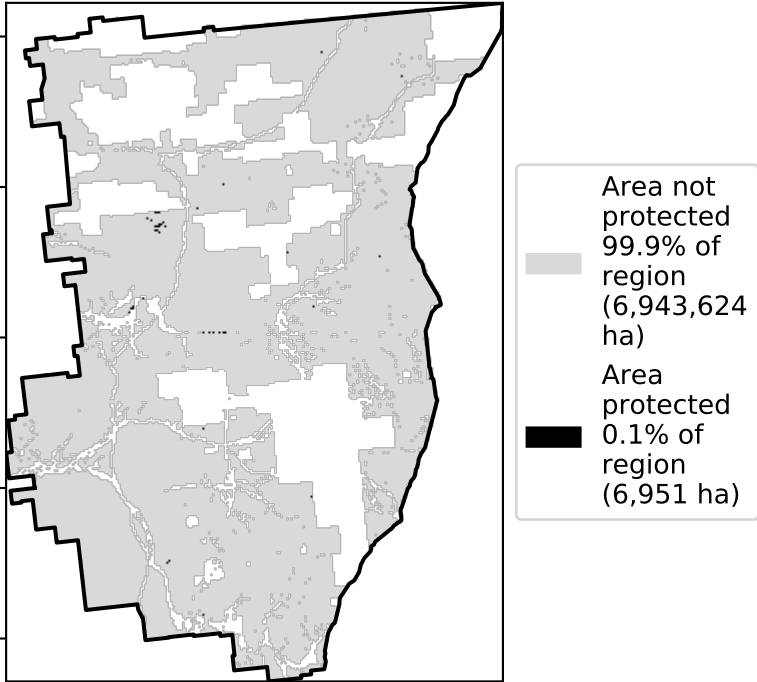 Area not
protected
99.9% of
region
(6,943,624
ha)
Area
protected
0.1% of
region
(6,951 ha)